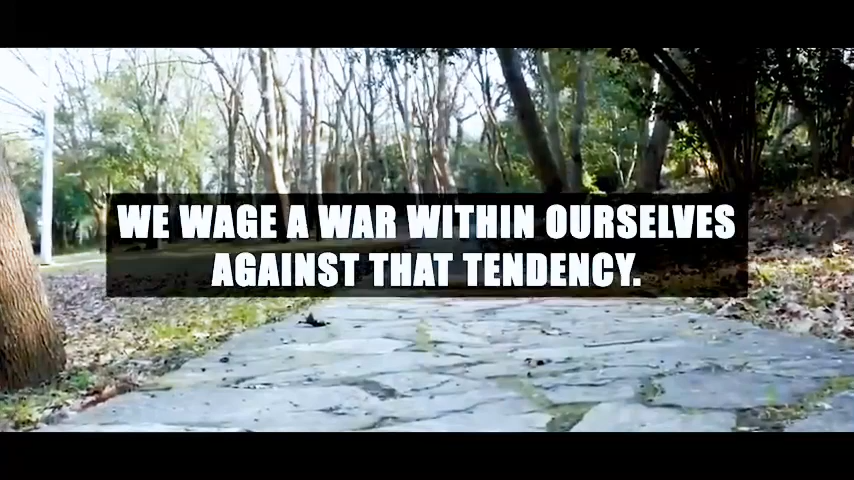 WE WAGE A WAR WITHIN OURSELVES
AGAINST THAT TENDENCY.